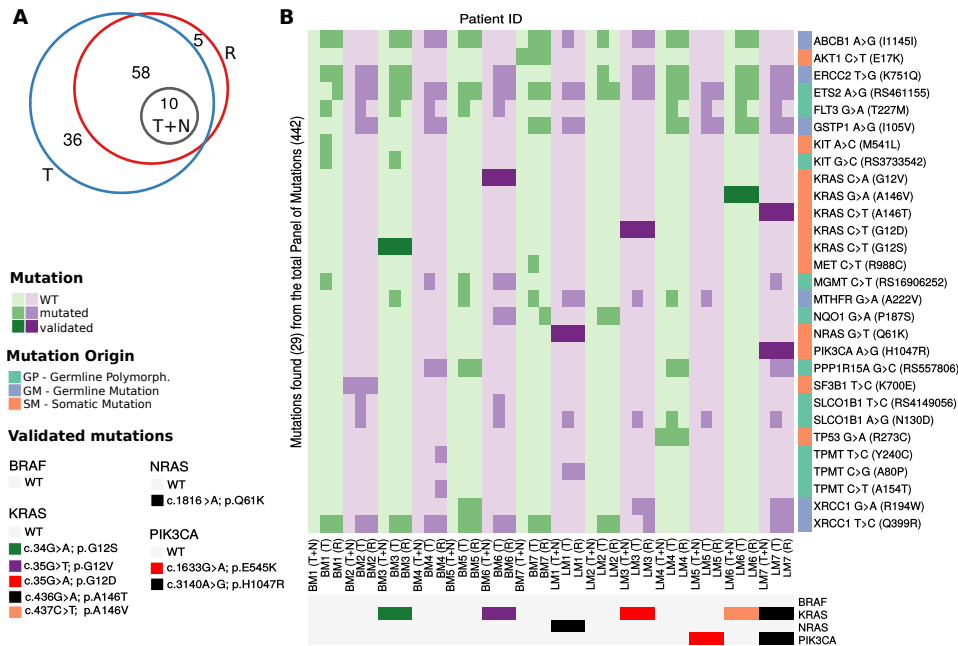 A
B
Patient ID
5
R
58
10
T+N
36
T
Mutation
WT
mutated
validated
Mutation Origin
GP - Germline Polymorph.
GM - Germline Mutation
SM - Somatic Mutation
Validated mutations
BRAF
WT
KRAS
WT
c.34G>A; p.G12S
c.35G>T; p.G12V
c.35G>A; p.G12D
c.436G>A; p.A146T
c.437C>T; p.A146V
NRAS
WT
c.1816>A; p.Q61K
PIK3CA
WT
c.1633G>A; p.E545K
c.3140A>G; p.H1047R
Mutations found (29) from the total Panel of Mutations (442)
ABCB1 A>G (I1145I)
AKT1 C>T (E17K)
ERCC2 T>G (K751Q)
ETS2 A>G (RS461155)
FLT3 G>A (T227M)
GSTP1 A>G (I105V)
KIT A>C (M541L)
KIT G>C (RS3733542)
KRAS C>A (G12V)
KRAS G>A (A146V)
KRAS C>T (A146T)
KRAS C>T (G12D)
KRAS C>T (G12S)
MET C>T (R988C)
MGMT C>T (RS16906252)
MTHFR G>A (A222V)
NQO1 G>A (P187S)
NRAS G>T (Q61K)
PIK3CA A>G (H1047R)
PPP1R15A G>C (RS557806)
SF3B1 T>C (K700E)
SLCO1B1 T>C (RS4149056)
SLCO1B1 A>G (N130D)
TP53 G>A (R273C)
TPMT T>C (Y240C)
TPMT C>G (A80P)
TPMT C>T (A154T)
XRCC1 G>A (R194W)
XRCC1 T>C (Q399R)
BM1 (T+N)
BM1 (T)
BM1 (R)
BM2 (T+N)
BM2 (T)
BM2 (R)
BM3 (T+N)
BM3 (T)
BM3 (R)
BM4 (T+N)
BM4 (T)
BM4 (R)
BM5 (T+N)
BM5 (T)
BM5 (R)
BM6 (T+N)
BM6 (T)
BM6 (R)
BM7 (T+N)
BM7 (T)
BM7 (R)
LM1 (T+N)
LM1 (T)
LM1 (R)
LM2 (T+N)
LM2 (T)
LM2 (R)
LM3 (T+N)
LM3 (T)
LM3 (R)
LM4 (T+N)
LM4 (T)
LM4 (R)
LM5 (T+N)
LM5 (T)
LM5 (R)
LM6 (T+N)
LM6 (T)
LM6 (R)
LM7 (T+N)
LM7 (T)
LM7 (R)
BRAF
KRAS
NRAS
PIK3CA